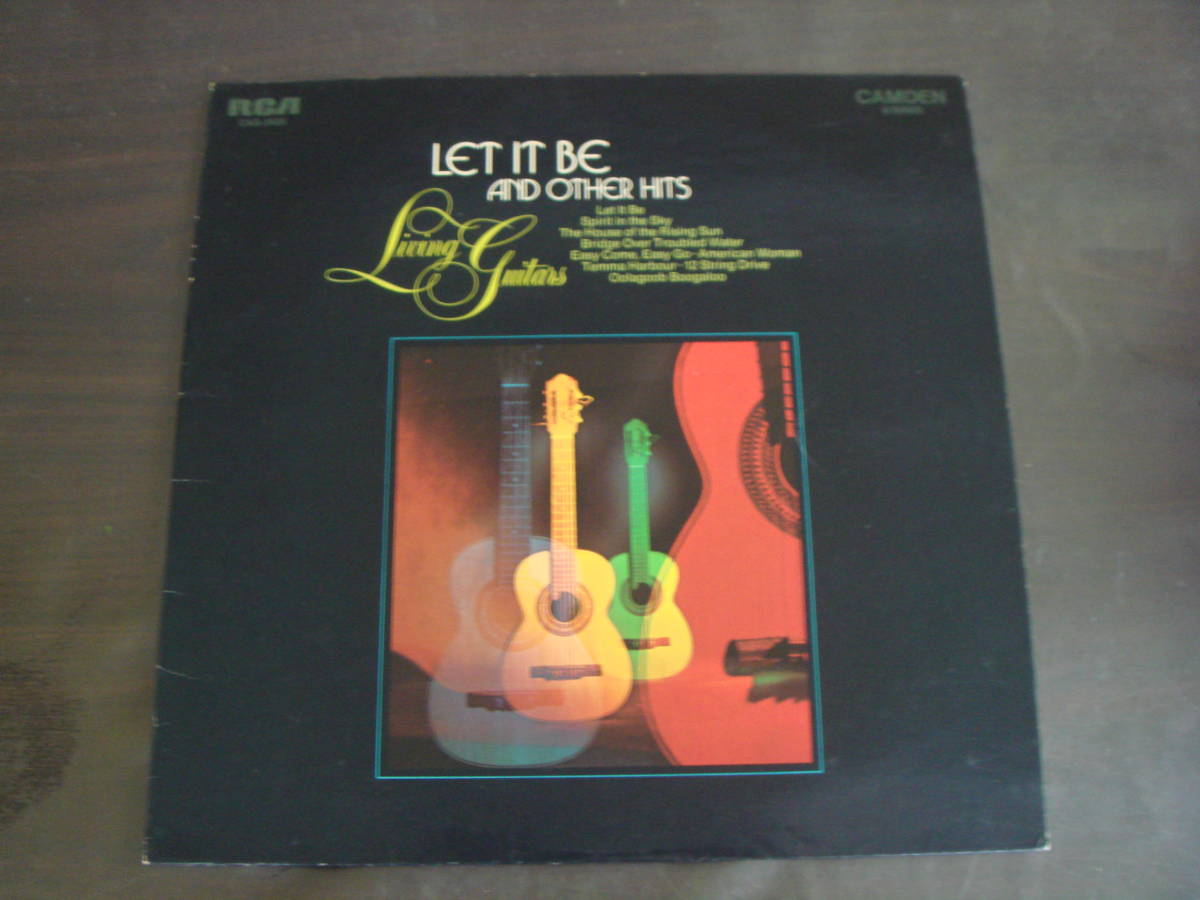 RCA
CAMDEN
STEREO
LET IT BE
AND OTHER HITS
Living Guitars
Let It Be
Spirit in the Sky
The House of the Rising Sun
Bridge Over Troubled Water
Easy Come, Easy Go · American Woman
Temma Harbour · 12 String Drive
Oolagoob Boogaloo